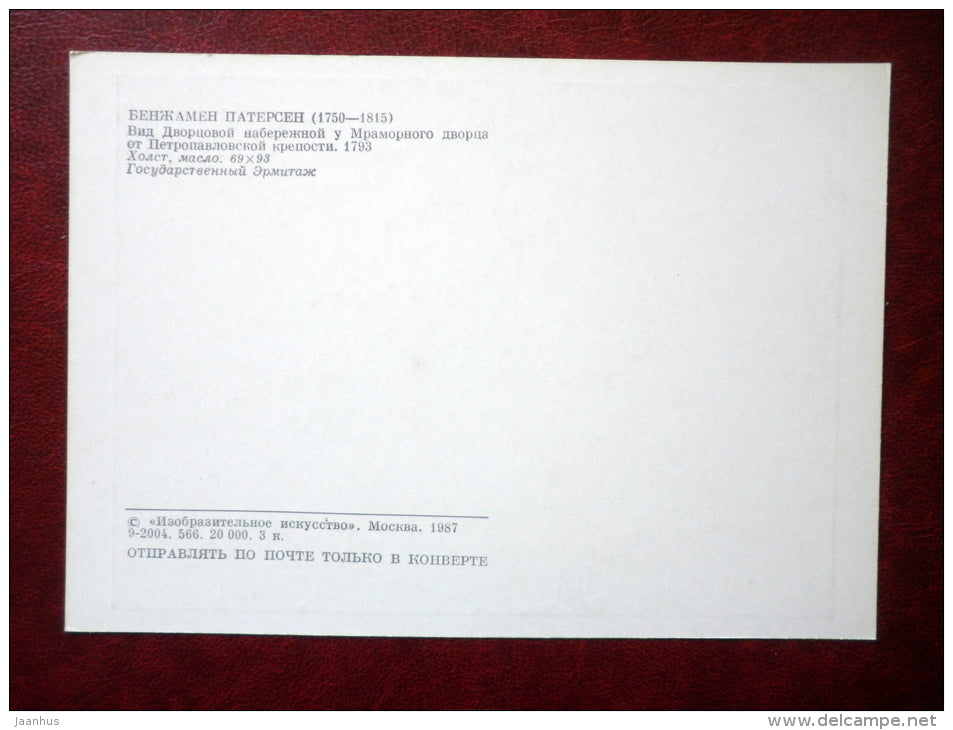 БЕНЖАМЕН ПАТЕРСЕН (1750—1815)
Вид Дворцовой набережной у Мраморного дворца
от Петропавловской крепости. 1793
Холст, масло. 69×93
Государственный Эрмитаж
© «Изобразительное искусство». Москва. 1987
9-2004. 566. 20 000. 3 к.
ОТПРАВЛЯТЬ ПО ПОЧТЕ ТОЛЬКО В КОНВЕРТЕ
jaanhus
www.delcampe.net